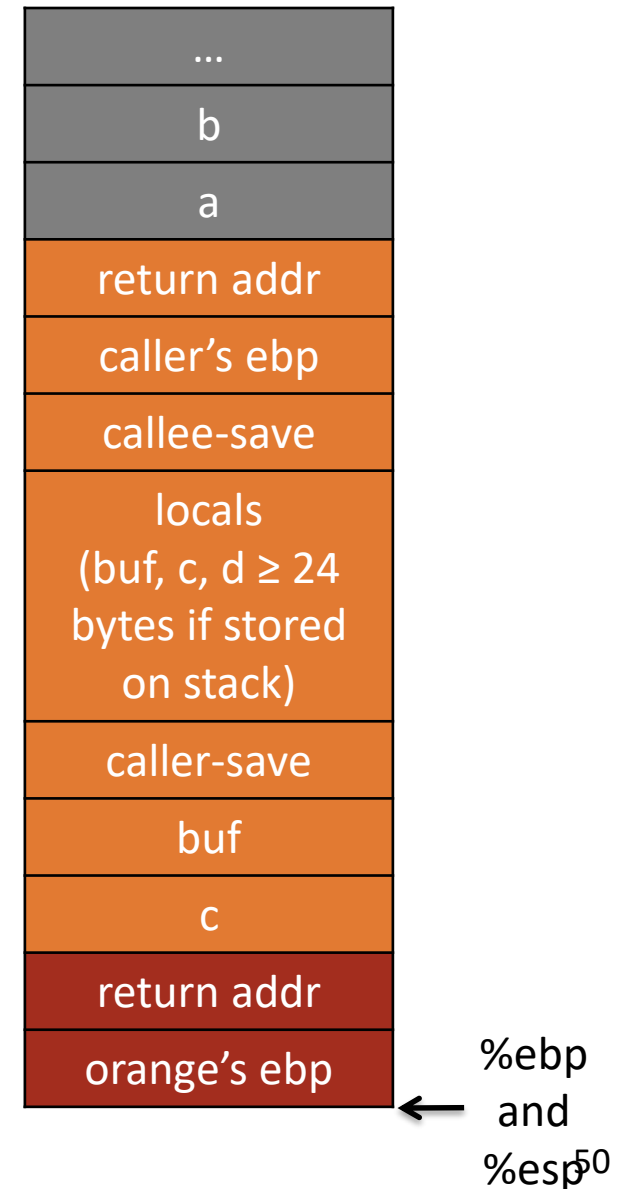 ...
b
a
return addr
caller's ebp
callee-save
locals
(buf, c, d ≥ 24
bytes if stored
on stack)
caller-save
buf
c
return addr
orange's ebp
%ebp
and
%esp
50